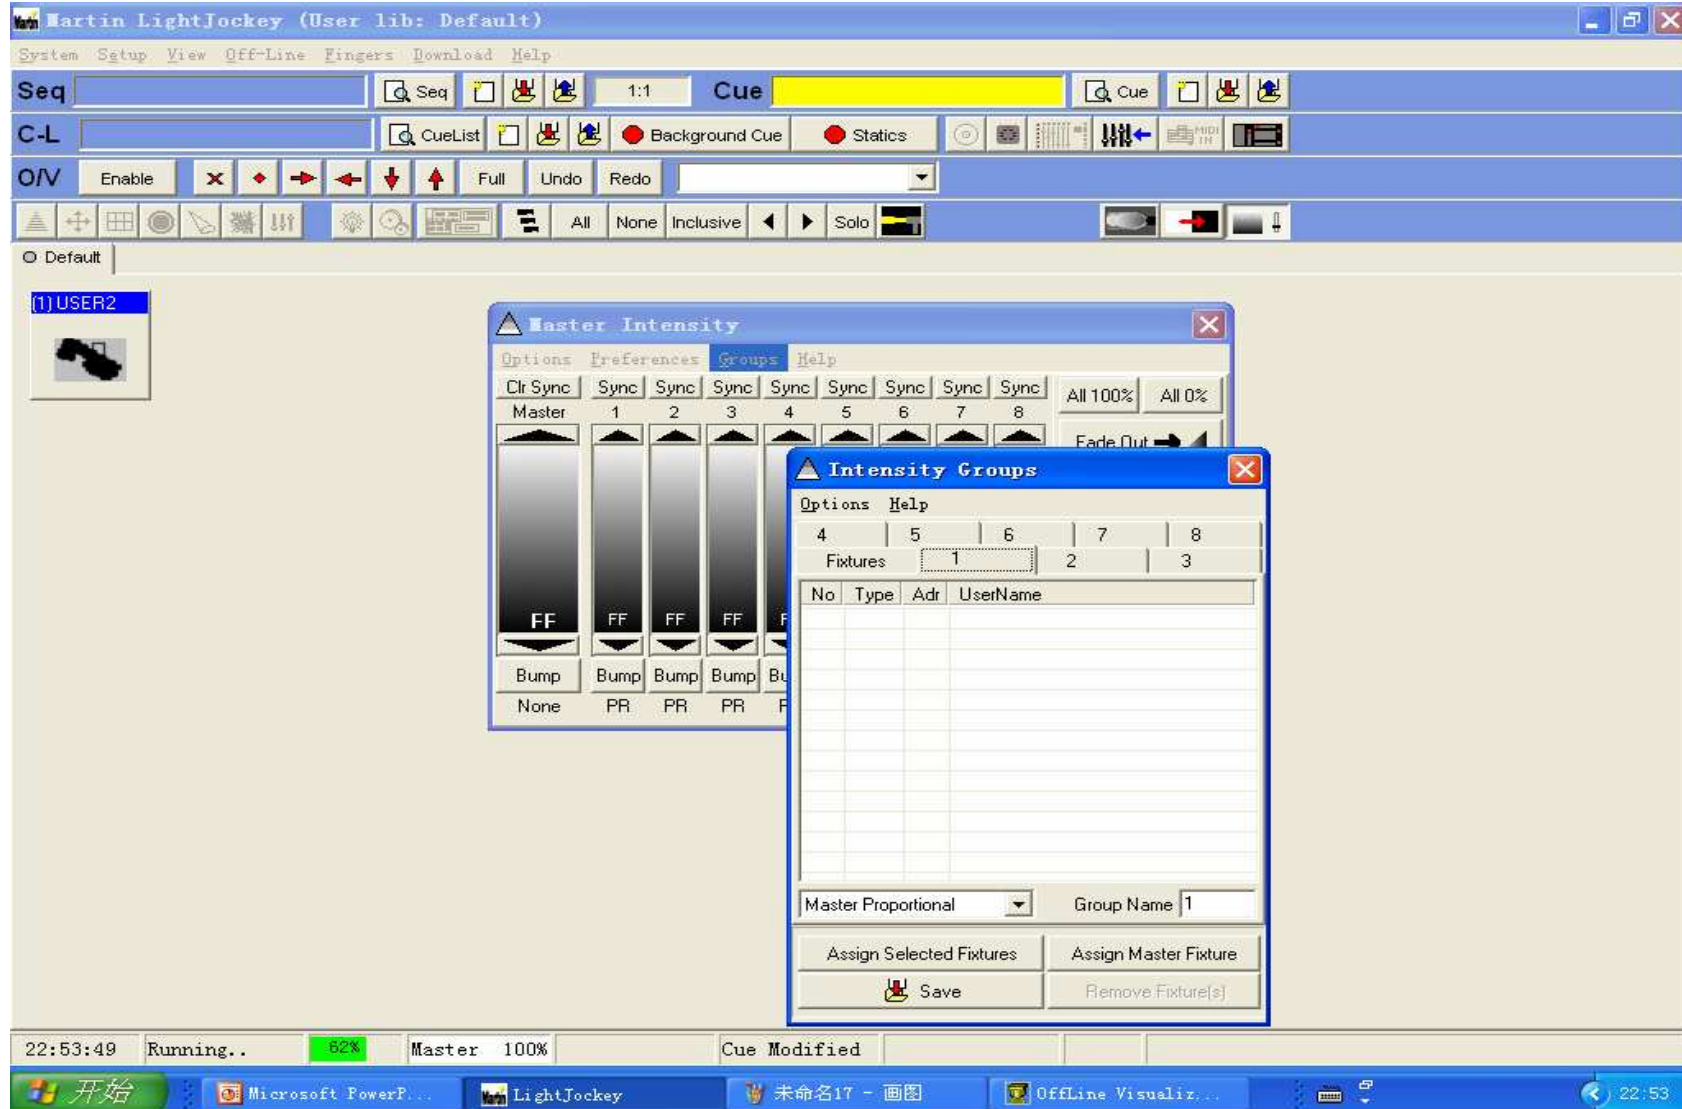 Martin LightJockey (User lib: Default)
System Setup View Off-Line Fingers Download Help
Seq Seq 1:1 Cue Cue
C-L CueList Background Cue Statics MIDI IN
O/V Enable Full Undo Redo
All None Inclusive Solo
Default
(1) USER2
Master Intensity
Options Preferences Groups Help
Clr Sync Sync Sync Sync Sync Sync Sync Sync Sync All 100% All 0%
Master 1 2 3 4 5 6 7 8
Fade Out
FF FF FF FF
Bump Bump Bump Bump
None PR PR PR
Intensity Groups
Options Help
4 5 6 7 8
Fixtures 1 2 3
No Type Adr UserName
Master Proportional Group Name 1
Assign Selected Fixtures Assign Master Fixture
Save Remove Fixture(s)
22:53:49 Running.. 62% Master 100% Cue Modified
开始 Microsoft PowerP... LightJockey 未命名17 - 画图 OffLine Visualiz... 22:53